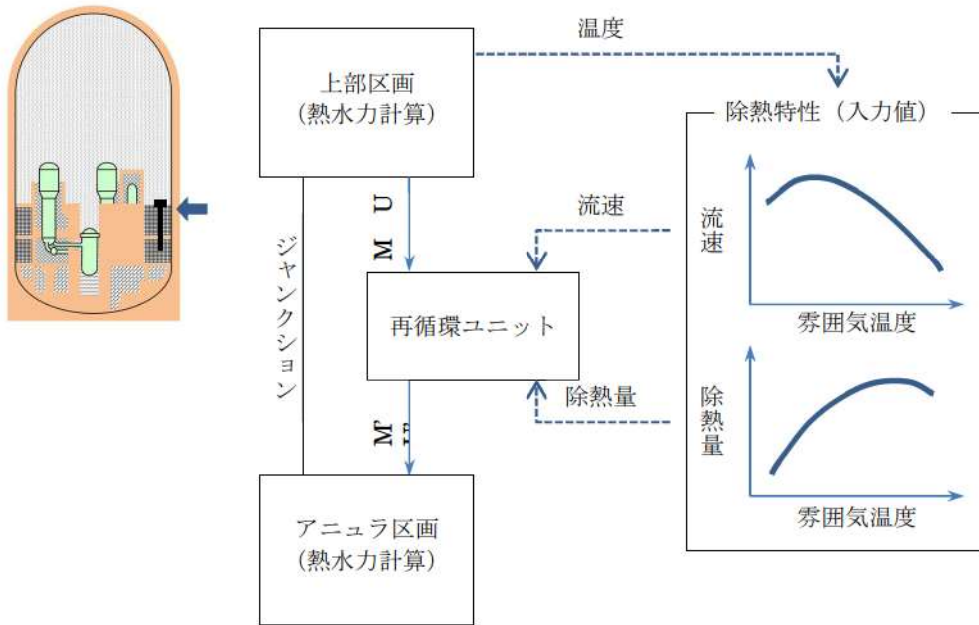 温度
上部区画
(熱水力計算)
除熱特性（入力値）
流速
雰囲気温度
M U
流速
ジャンクション
再循環ユニット
除熱量
除熱量
雰囲気温度
M'
アニュラ区画
(熱水力計算)